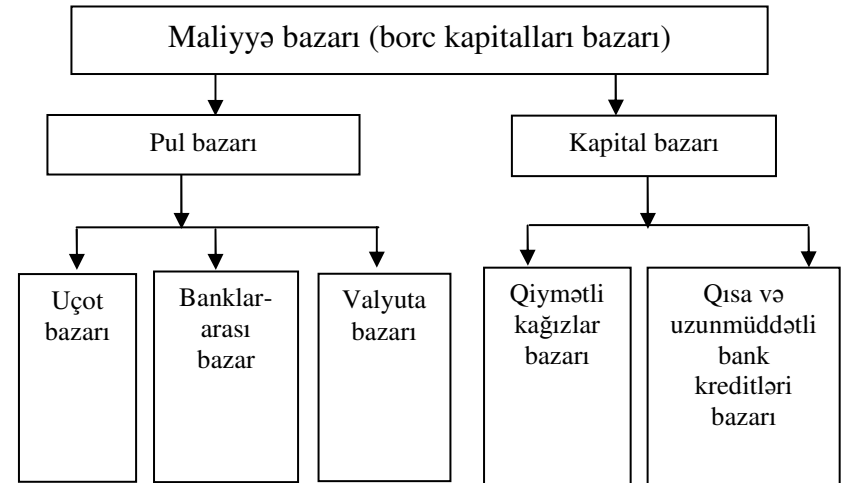 Maliyyə bazarı (borc kapitalları bazarı)
Pul bazarı
Kapital bazarı
Uçot
bazarı
Banklar-
arası
bazar
Valyuta
bazarı
Qiymətli
kağızlar
bazarı
Qısa və
uzunmüddətli
bank
kreditləri
bazarı